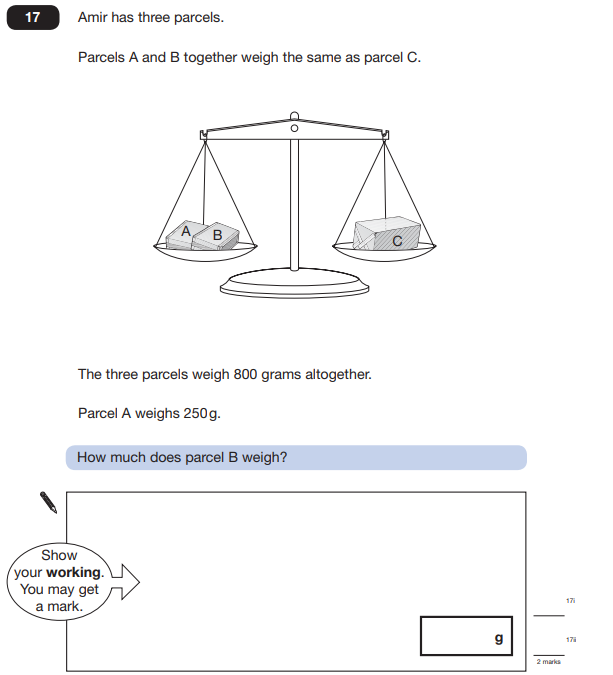 17
Amir has three parcels.
Parcels A and B together weigh the same as parcel C.
A
B
C
The three parcels weigh 800 grams altogether.
Parcel A weighs 250g.
How much does parcel B weigh?
Show
your working.
You may get
a mark.
g
17i
17ii
2 marks